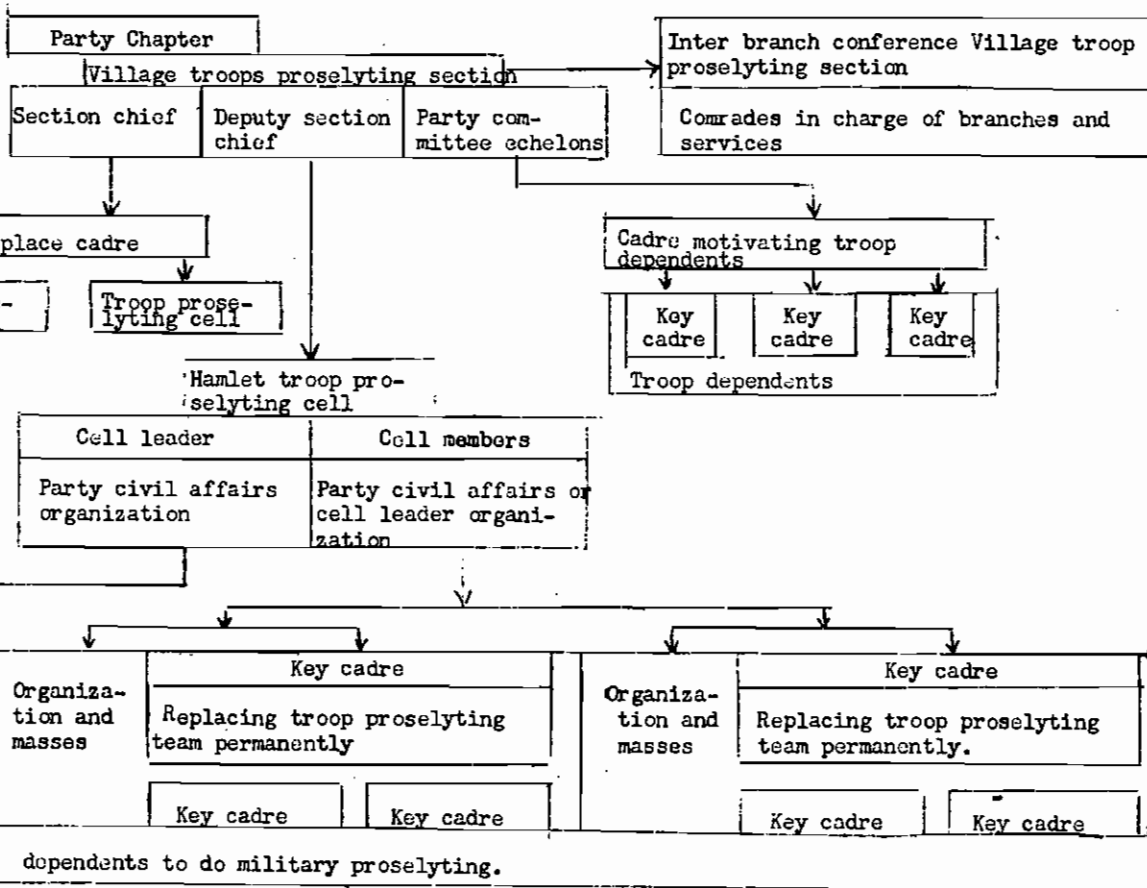 Party Chapter
Village troops proselyting section
Section chief
Deputy section
chief
Party com-
mittee echelons
Inter branch conference Village troop
proselyting section
Comrades in charge of branches and
services
place cadre
-
Troop prose-
lyting cell
Cadre motivating troop
dependents
Key
cadre
Key
cadre
Key
cadre
Troop dependents
Hamlet troop pro-
selyting cell
Cell leader
Cell members
Party civil affairs
organization
Party civil affairs or
cell leader organi-
zation
Organiza-
tion and
masses
Key cadre
Replacing troop proselyting
team permanently
Key cadre
Key cadre
Organiza-
tion and
masses
Key cadre
Replacing troop proselyting
team permanently.
Key cadre
Key cadre
dependents to do military proselyting.